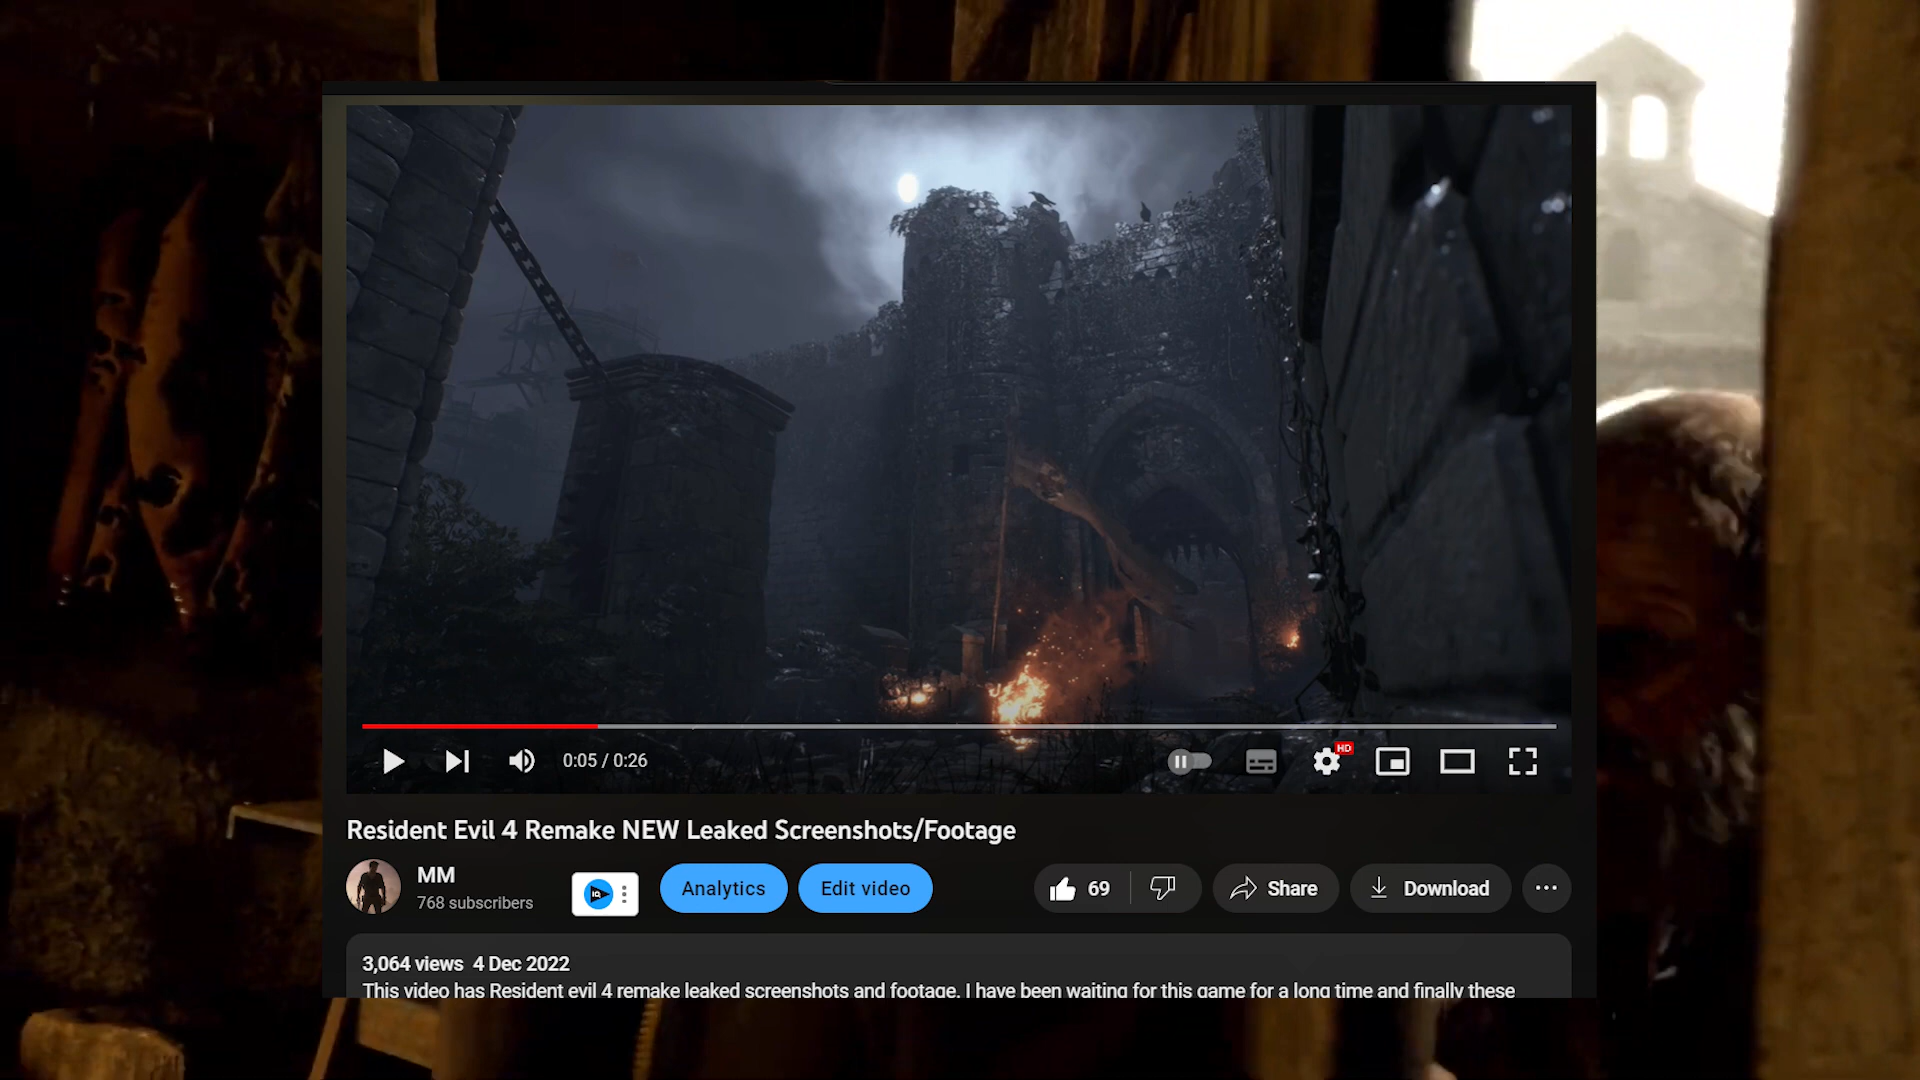 HD
0:05 / 0:26
Resident Evil 4 Remake NEW Leaked Screenshots/Footage
MM
768 subscribers
IQ
Analytics
Edit video
69
Share
Download
3,064 views 4 Dec 2022
This video has Resident evil 4 remake leaked screenshots and footage. I have been waiting for this game for a long time and finally these